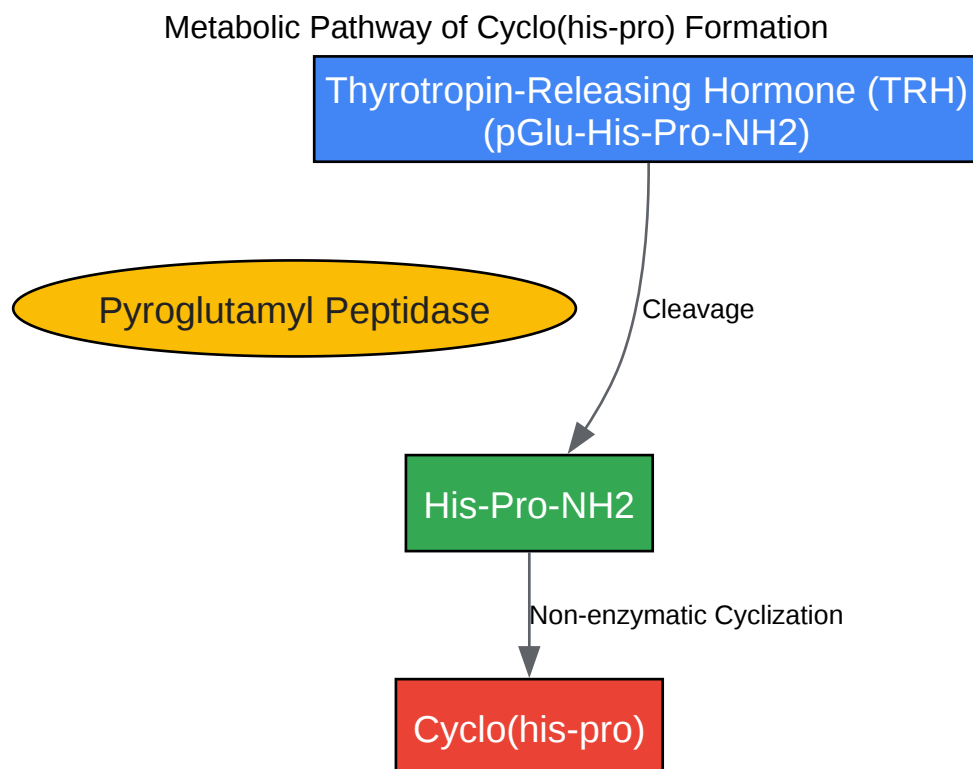 Metabolic Pathway of Cyclo(his-pro) Formation
Thyrotropin-Releasing Hormone (TRH)
(pGlu-His-Pro-NH2)
Pyroglutamyl Peptidase
Cleavage
His-Pro-NH2
Non-enzymatic Cyclization
Cyclo(his-pro)